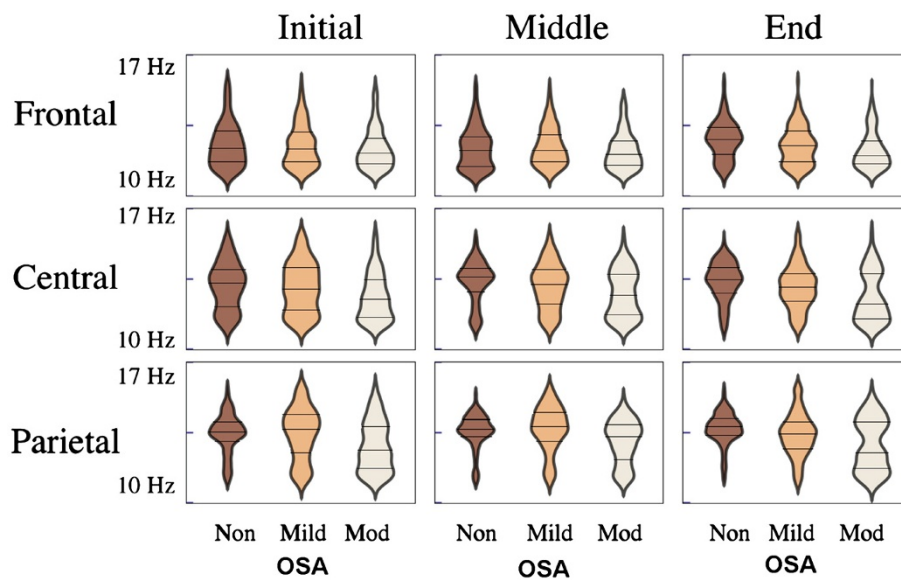 Initial Middle End
17 Hz
Frontal
10 Hz
17 Hz
Central
10 Hz
17 Hz
Parietal
10 Hz
Non Mild Mod Non Mild Mod Non Mild Mod
OSA OSA OSA